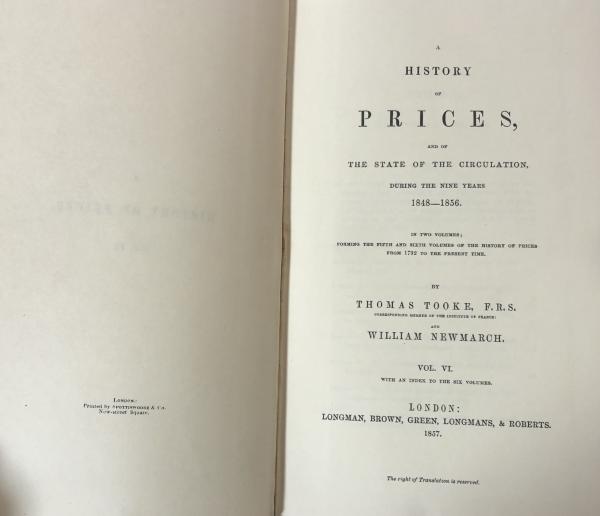 London:
Printed by SPOTTISWOODE & Co.
New-street Square.
A
HISTORY
OF
PRICES,
AND OF
THE STATE OF THE CIRCULATION,
DURING THE NINE YEARS
1848—1856.
IN TWO VOLUMES;
FORMING THE FIFTH AND SIXTH VOLUMES OF THE HISTORY OF PRICES
FROM 1792 TO THE PRESENT TIME.
BY
THOMAS TOOKE, F.R.S.
CORRESPONDING MEMBER OF THE INSTITUTE OF FRANCE:
AND
WILLIAM NEWMARCH.
VOL. VI.
WITH AN INDEX TO THE SIX VOLUMES.
LONDON:
LONGMAN, BROWN, GREEN, LONGMANS, & ROBERTS.
1857.
The right of Translation is reserved.